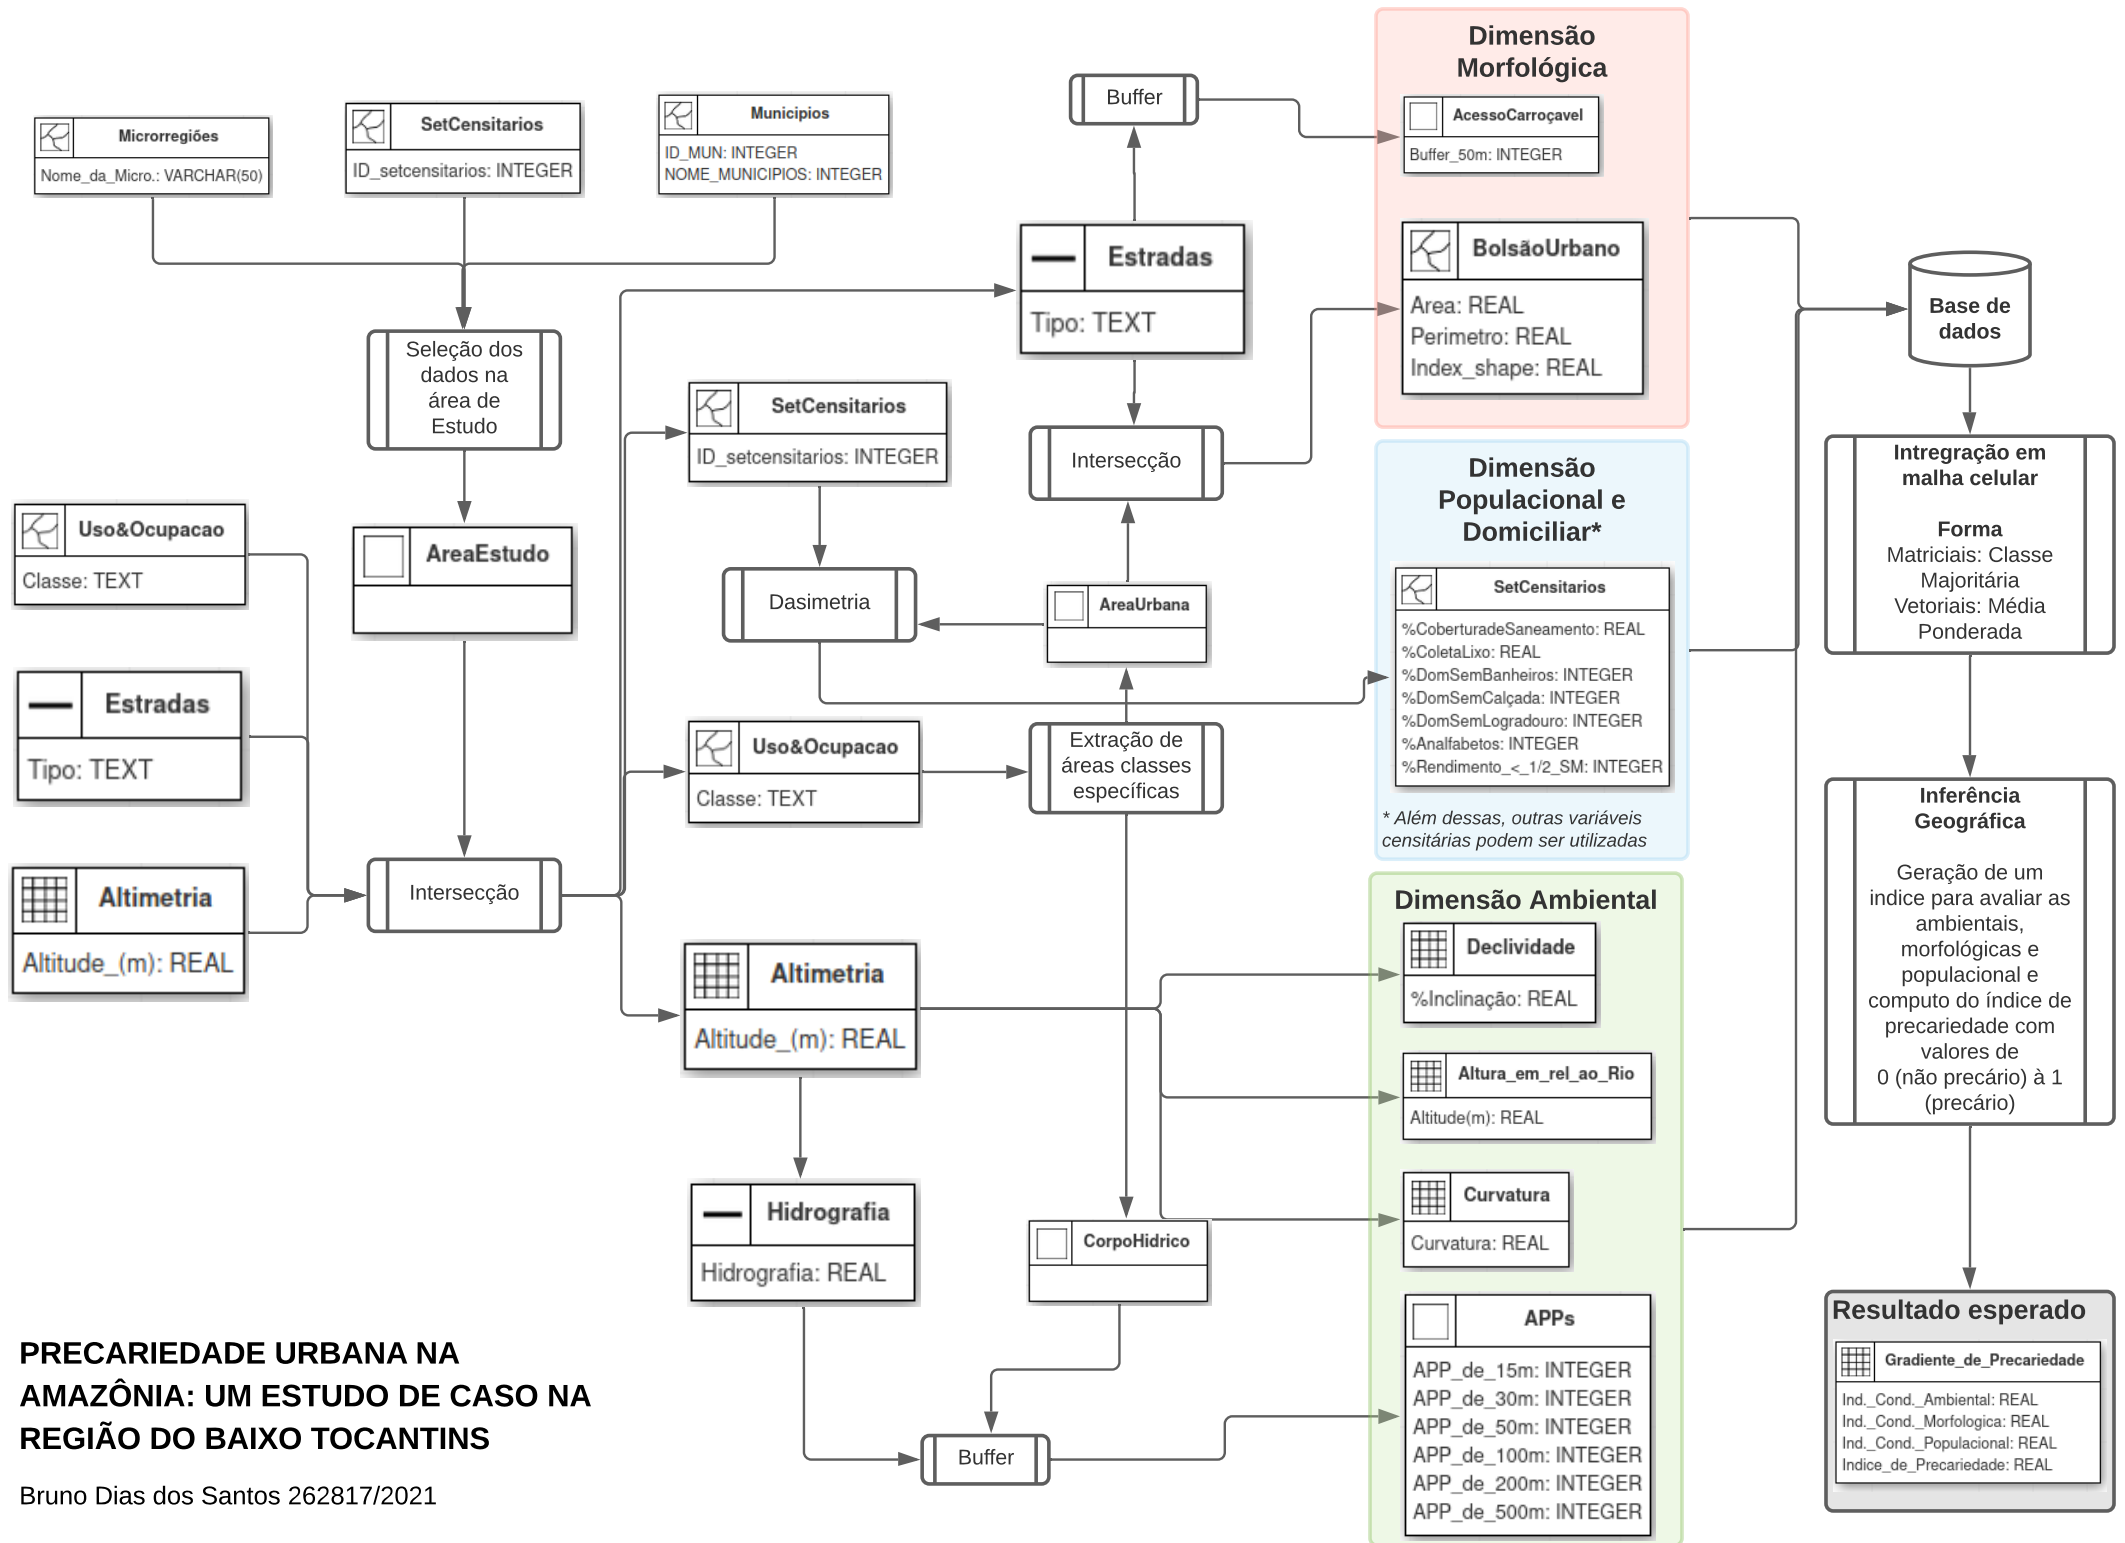 Microrregiões
Nome_da_Micro.: VARCHAR(50)
SetCensitarios
ID_setcensitarios: INTEGER
Municipios
ID_MUN: INTEGER
NOME_MUNICIPIOS: INTEGER
Seleção dos
dados na
área de
Estudo
Uso&Ocupacao
Classe: TEXT
AreaEstudo
Estradas
Tipo: TEXT
Altimetria
Altitude_(m): REAL
Intersecção
Buffer
Estradas
Tipo: TEXT
SetCensitarios
ID_setcensitarios: INTEGER
Intersecção
Dasimetria
AreaUrbana
Uso&Ocupacao
Classe: TEXT
Extração de
áreas classes
específicas
Altimetria
Altitude_(m): REAL
Hidrografia
Hidrografia: REAL
CorpoHidrico
Buffer
Dimensão
Morfológica
AcessoCarroçavel
Buffer_50m: INTEGER
BolsãoUrbano
Area: REAL
Perimetro: REAL
Index_shape: REAL
Dimensão
Populacional e
Domiciliar*
SetCensitarios
%CoberturadeSaneamento: REAL
%ColetaLixo: REAL
%DomSemBanheiros: INTEGER
%DomSemCalçada: INTEGER
%DomSemLogradouro: INTEGER
%Analfabetos: INTEGER
%Rendimento_<_1/2_SM: INTEGER
* Além dessas, outras variáveis
censitárias podem ser utilizadas
Dimensão Ambiental
Declividade
%Inclinação: REAL
Altura_em_rel_ao_Rio
Altitude(m): REAL
Curvatura
Curvatura: REAL
APPs
APP_de_15m: INTEGER
APP_de_30m: INTEGER
APP_de_50m: INTEGER
APP_de_100m: INTEGER
APP_de_200m: INTEGER
APP_de_500m: INTEGER
Base de
dados
Intregração em
malha celular
Forma
Matriciais: Classe
Majoritária
Vetoriais: Média
Ponderada
Inferência
Geográfica
Geração de um
indice para avaliar as
ambientais,
morfológicas e
populacional e
computo do índice de
precariedade com
valores de
0 (não precário) à 1
(precário)
Resultado esperado
Gradiente_de_Precariedade
Ind._Cond._Ambiental: REAL
Ind._Cond._Morfologica: REAL
Ind._Cond._Populacional: REAL
Indice_de_Precariedade: REAL
PRECARIEDADE URBANA NA
AMAZÔNIA: UM ESTUDO DE CASO NA
REGIÃO DO BAIXO TOCANTINS
Bruno Dias dos Santos 262817/2021